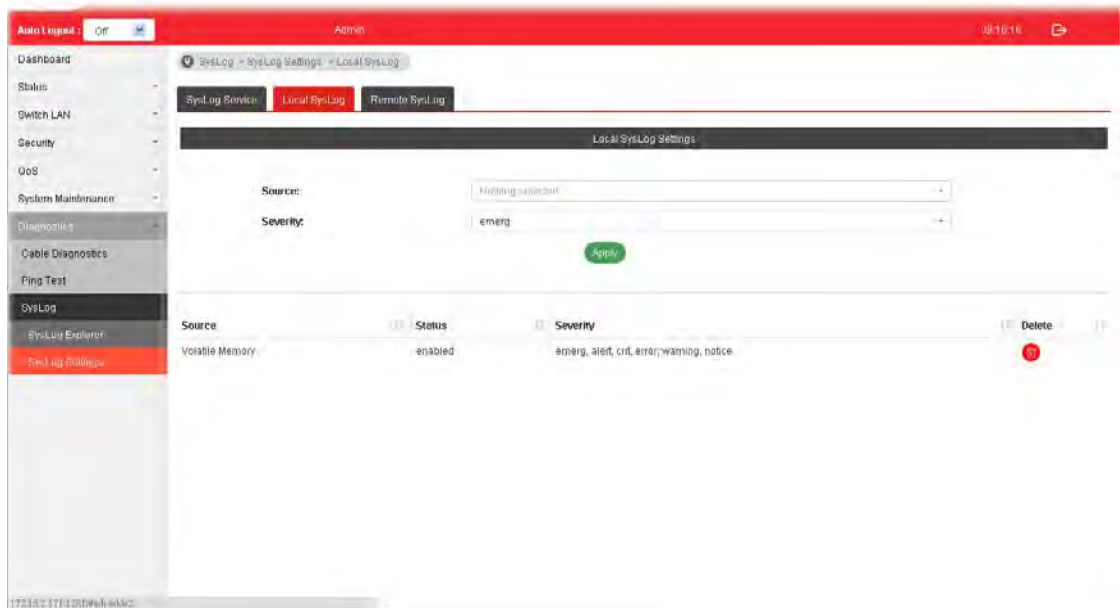 Auto Logout : Off
Admin
Dashboard
SysLog > SysLog Settings > Local SysLog
Status
Switch LAN
SysLog Service Local SysLog Remote SysLog
Security
Local SysLog Settings
QoS
System Maintenance
Source: Nothing selected
Diagnostics
Severity: emerg
Cable Diagnostics
Apply
Ping Test
SysLog
SysLog Explorer
SysLog Settings
Source Status Severity Delete
Volatile Memory enabled emerg, alert, crit, error, warning, notice